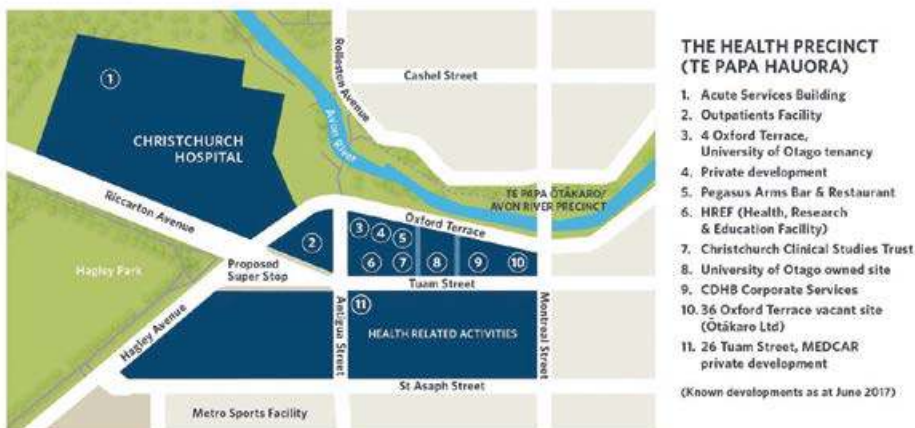 1
CHRISTCHURCH
HOSPITAL
Rolleston Avenue
Cashel Street
Avon River
TE PAPA ŌTĀKARO/
AVON RIVER PRECINCT
Riccarton Avenue
Oxford Terrace
2
3
4
5
6
7
8
9
10
Hagley Park
Proposed
Super Stop
Tuam Street
Hagley Avenue
Antigua Street
11
HEALTH RELATED ACTIVITIES
Montreal Street
St Asaph Street
Metro Sports Facility
THE HEALTH PRECINCT
(TE PAPA HAUORA)
1. Acute Services Building
2. Outpatients Facility
3. 4 Oxford Terrace,
University of Otago tenancy
4. Private development
5. Pegasus Arms Bar & Restaurant
6. HREF (Health, Research
& Education Facility)
7. Christchurch Clinical Studies Trust
8. University of Otago owned site
9. CDHB Corporate Services
10. 36 Oxford Terrace vacant site
(Ōtākaro Ltd)
11. 26 Tuam Street, MEDCAR
private development
(Known developments as at June 2017)